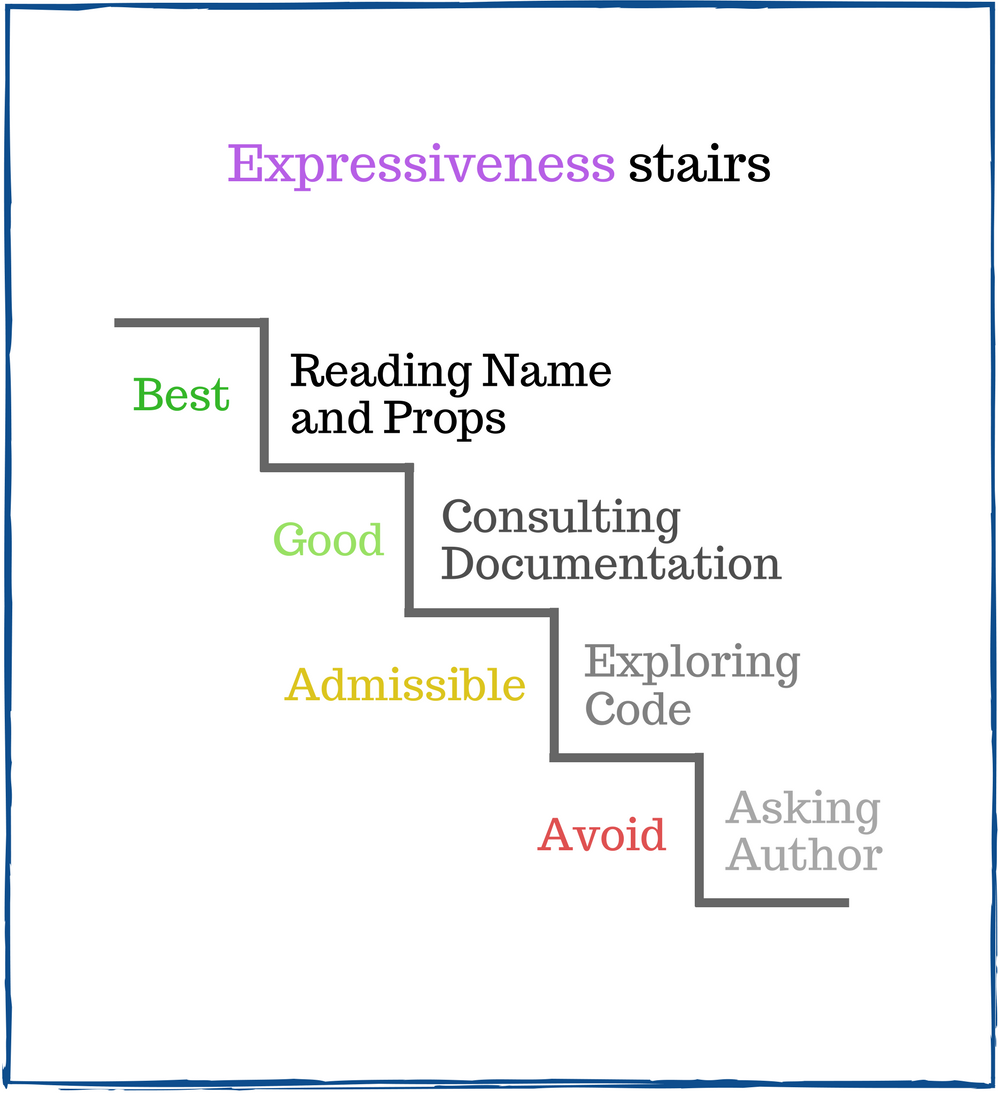 Expressiveness stairs
Best
Reading Name
and Props
Good
Consulting
Documentation
Admissible
Exploring
Code
Avoid
Asking
Author